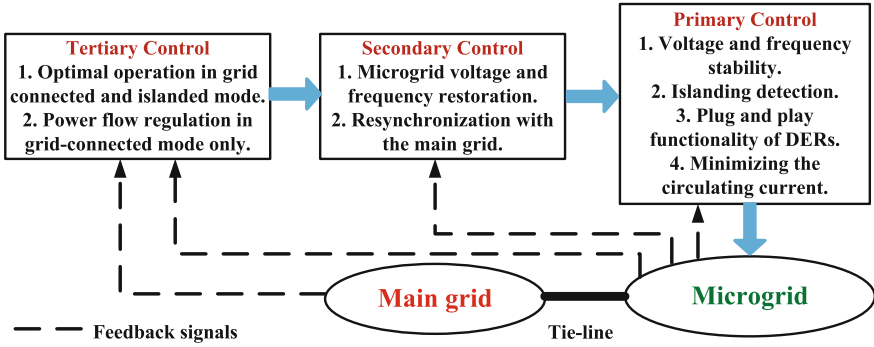 Tertiary Control
1. Optimal operation in grid
connected and islanded mode.
2. Power flow regulation in
grid-connected mode only.
Secondary Control
1. Microgrid voltage and
frequency restoration.
2. Resynchronization with
the main grid.
Primary Control
1. Voltage and frequency
stability.
2. Islanding detection.
3. Plug and play
functionality of DERs.
4. Minimizing the
circulating current.
Main grid
Microgrid
Feedback signals
Tie-line